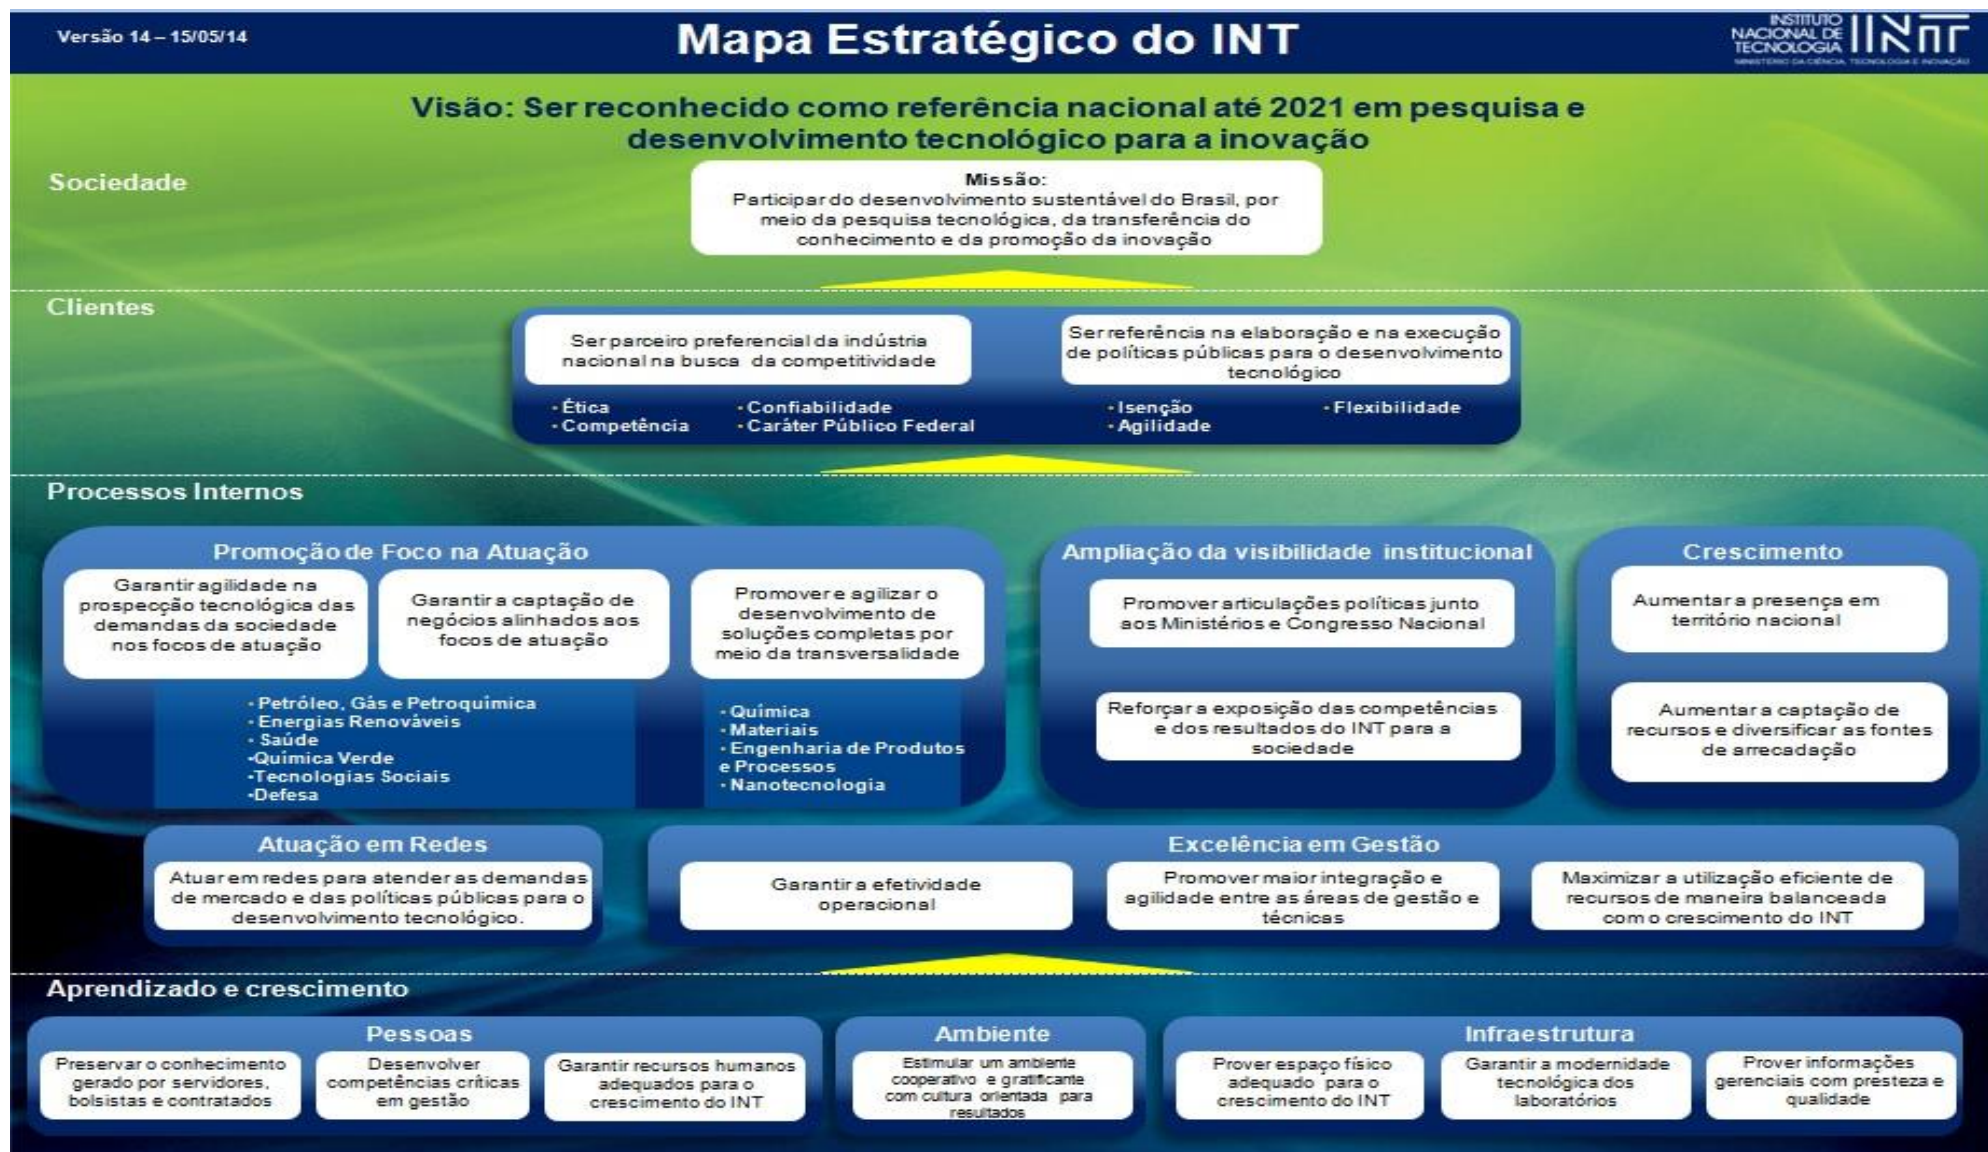 Versão 14 – 15/05/14
Mapa Estratégico do INT
INSTITUTO
NACIONAL DE
TECNOLOGIA
INT
MINISTÉRIO DA CIÊNCIA, TECNOLOGIA E INOVAÇÃO
Visão: Ser reconhecido como referência nacional até 2021 em pesquisa e
desenvolvimento tecnológico para a inovação
Sociedade
Missão:
Participar do desenvolvimento sustentável do Brasil, por
meio da pesquisa tecnológica, da transferência do
conhecimento e da promoção da inovação
Clientes
Ser parceiro preferencial da indústria
nacional na busca da competitividade
Ser referência na elaboração e na execução
de políticas públicas para o desenvolvimento
tecnológico
• Ética
• Competência
• Confiabilidade
• Caráter Público Federal
• Isenção
• Agilidade
• Flexibilidade
Processos Internos
Promoção de Foco na Atuação
Garantir agilidade na
prospecção tecnológica das
demandas da sociedade
nos focos de atuação
Garantir a captação de
negócios alinhados aos
focos de atuação
Promover e agilizar o
desenvolvimento de
soluções completas por
meio da transversalidade
• Petróleo, Gás e Petroquímica
• Energias Renováveis
• Saúde
•Química Verde
•Tecnologias Sociais
•Defesa
• Química
• Materiais
• Engenharia de Produtos
e Processos
• Nanotecnologia
Ampliação da visibilidade institucional
Promover articulações políticas junto
aos Ministérios e Congresso Nacional
Reforçar a exposição das competências
e dos resultados do INT para a
sociedade
Crescimento
Aumentar a presença em
território nacional
Aumentar a captação de
recursos e diversificar as fontes
de arrecadação
Atuação em Redes
Atuar em redes para atender as demandas
de mercado e das políticas públicas para o
desenvolvimento tecnológico.
Excelência em Gestão
Garantir a efetividade
operacional
Promover maior integração e
agilidade entre as áreas de gestão e
técnicas
Maximizar a utilização eficiente de
recursos de maneira balanceada
com o crescimento do INT
Aprendizado e crescimento
Pessoas
Preservar o conhecimento
gerado por servidores,
bolsistas e contratados
Desenvolver
competências críticas
em gestão
Garantir recursos humanos
adequados para o
crescimento do INT
Ambiente
Estimular um ambiente
cooperativo e gratificante
com cultura orientada para
resultados
Infraestrutura
Prover espaço físico
adequado para o
crescimento do INT
Garantir a modernidade
tecnológica dos
laboratórios
Prover informações
gerenciais com presteza e
qualidade